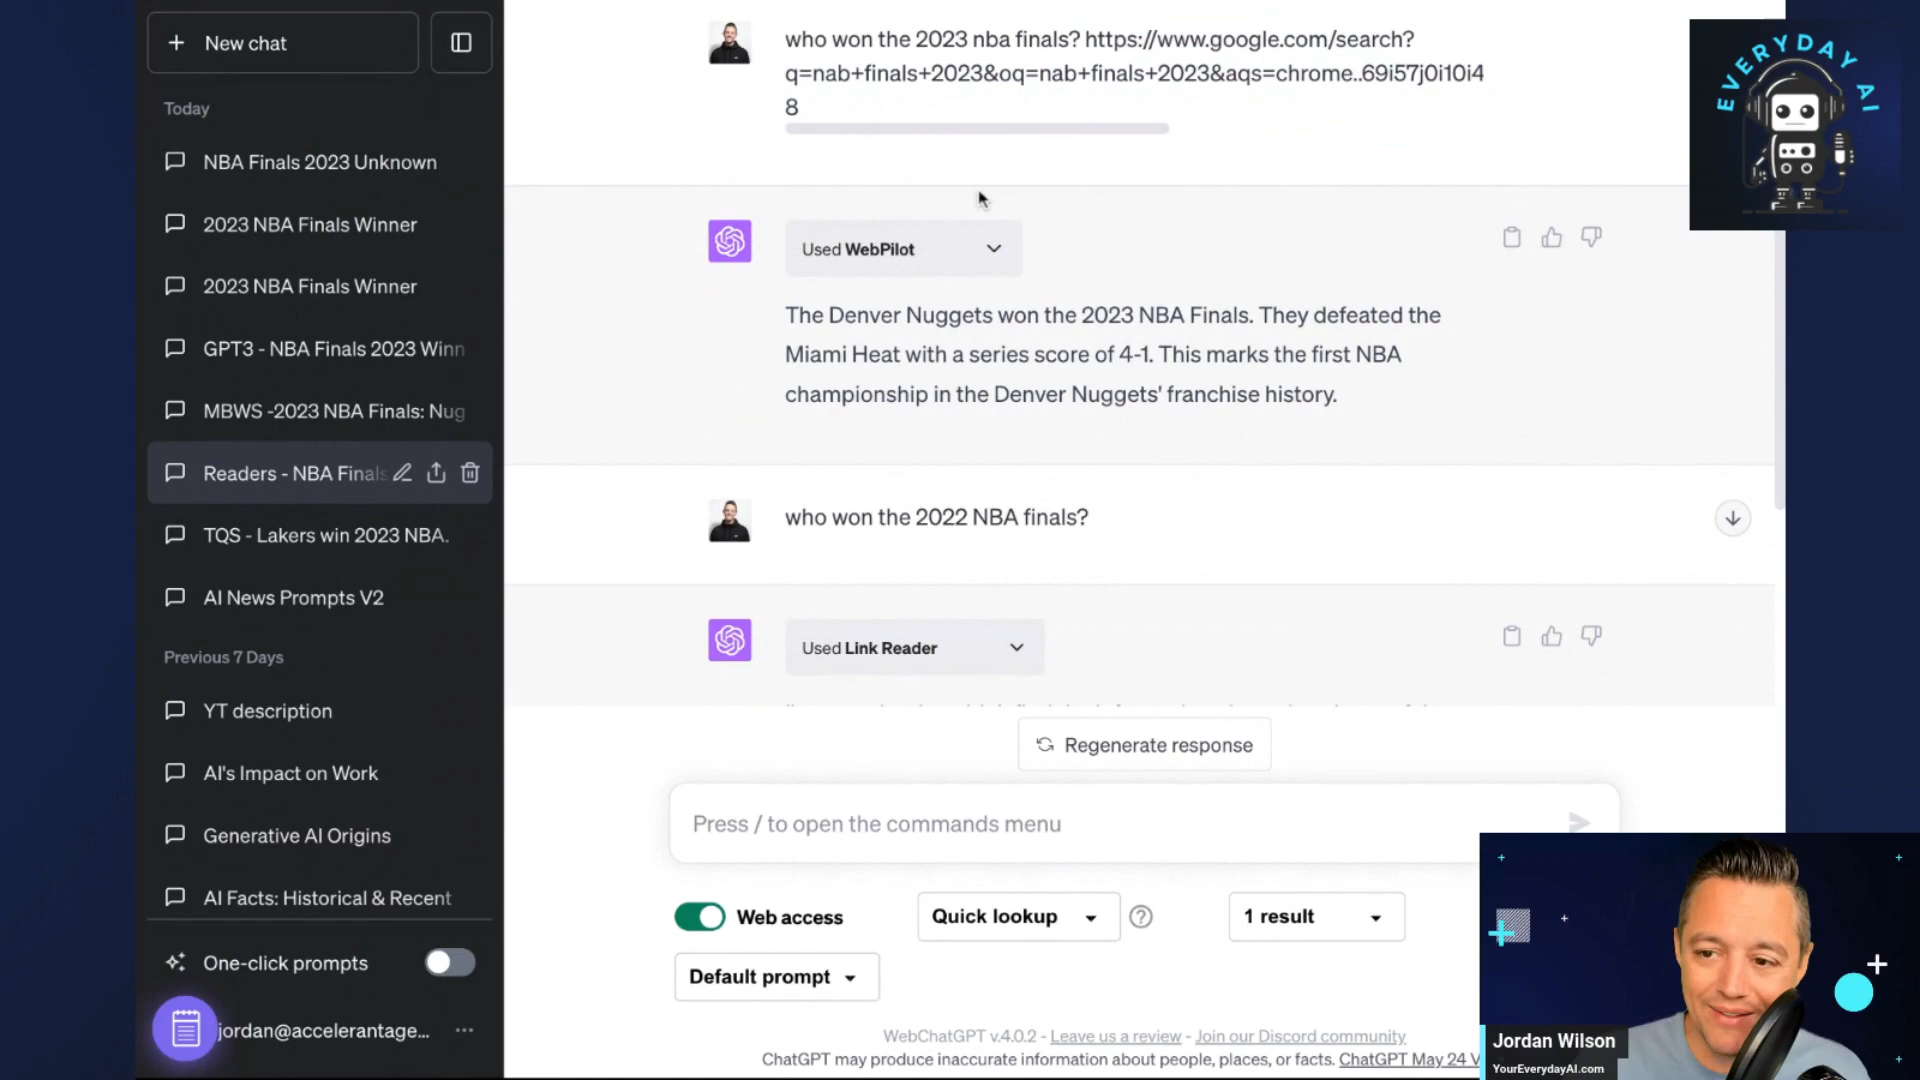 New chat
Today
NBA Finals 2023 Unknown
2023 NBA Finals Winner
2023 NBA Finals Winner
GPT3 - NBA Finals 2023 Winn
MBWS -2023 NBA Finals: Nug
Readers - NBA Finals
TQS - Lakers win 2023 NBA.
AI News Prompts V2
Previous 7 Days
YT description
AI's Impact on Work
Generative AI Origins
AI Facts: Historical & Recent
One-click prompts
jordan@accelerantage...
who won the 2023 nba finals? https://www.google.com/search?
q=nab+finals+2023&oq=nab+finals+2023&aqs=chrome..69i57j0i10i4
8
Used WebPilot
The Denver Nuggets won the 2023 NBA Finals. They defeated the
Miami Heat with a series score of 4-1. This marks the first NBA
championship in the Denver Nuggets' franchise history.
who won the 2022 NBA finals?
Used Link Reader
Regenerate response
Press / to open the commands menu
Web access
Quick lookup
?
1 result
Default prompt
WebChatGPT v.4.0.2 - Leave us a review - Join our Discord community
ChatGPT may produce inaccurate information about people, places, or facts. ChatGPT May 24 V
EVERYDAY AI
Jordan Wilson
YourEverydayAI.com